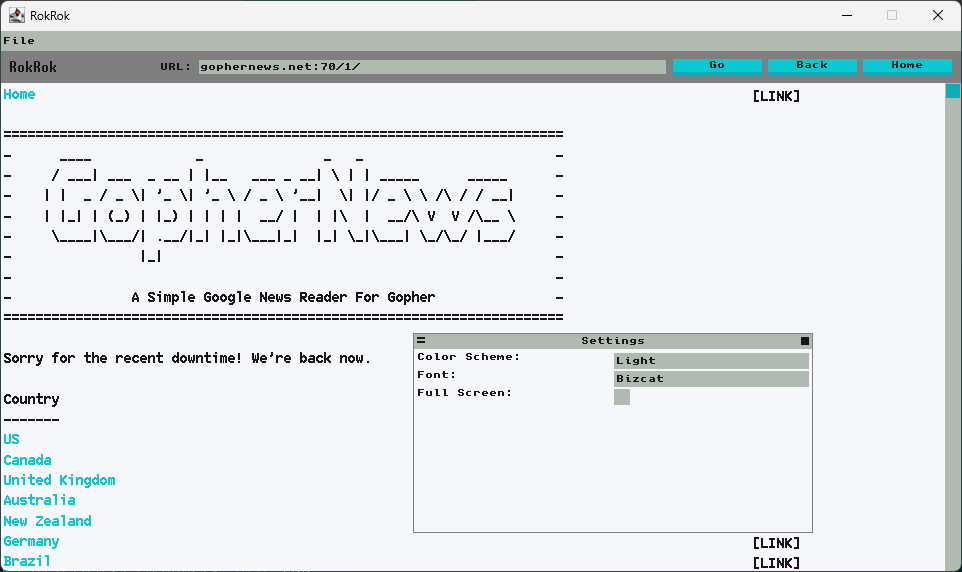 RokRok
File
RokRok URL: gophernews.net:70/1/ Go Back Home
Home [LINK]
======================================================================
- A Simple Google News Reader For Gopher -
======================================================================
Sorry for the recent downtime! We're back now.
Country
-------
US
Canada
United Kingdom
Australia
New Zealand
Germany [LINK]
Brazil [LINK]
Settings
Color Scheme: Light
Font: Bizcat
Full Screen: